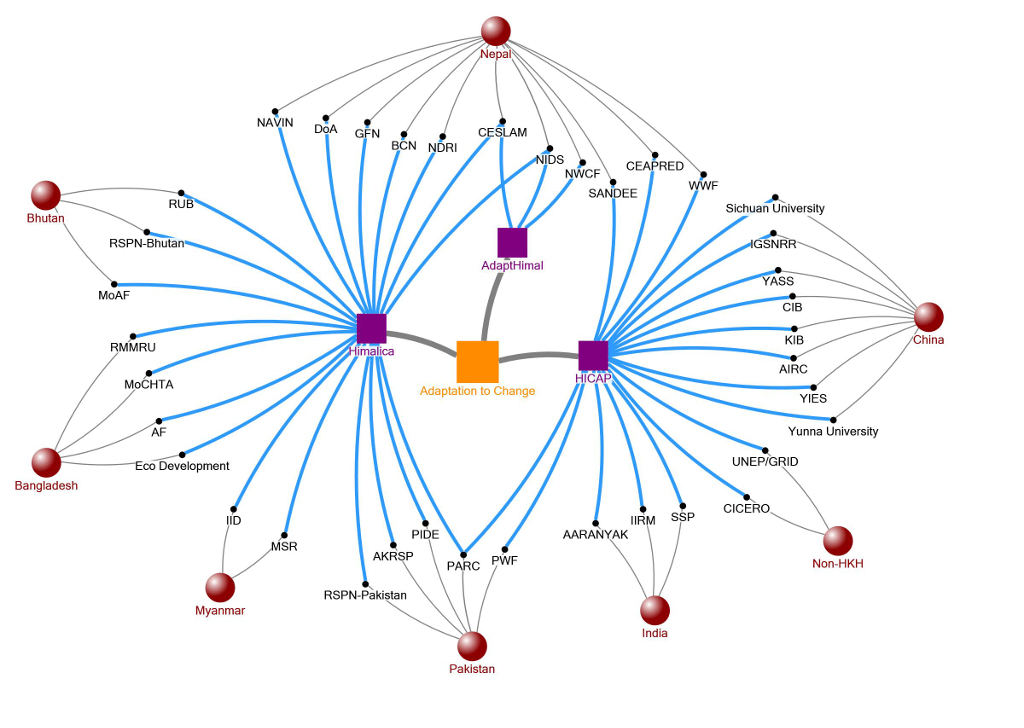 Nepal
NAVIN
DoA
GFN
BCN
NDRI
CESLAM
NIDS
NWCF
SANDEE
CEAPRED
WWF
Bhutan
RUB
RSPN-Bhutan
MoAF
Sichuan University
IGSNRR
YASS
CIB
KIB
AIRC
YIES
Yunna University
China
AdaptHimal
Himalica
HICAP
Adaptation to Change
RMMRU
MoCHTA
AF
Eco Development
Bangladesh
UNEP/GRID
CICERO
Non-HKH
IID
MSR
Myanmar
PIDE
AKRSP
PARC
PWF
RSPN-Pakistan
Pakistan
AARANYAK
IIRM
SSP
India